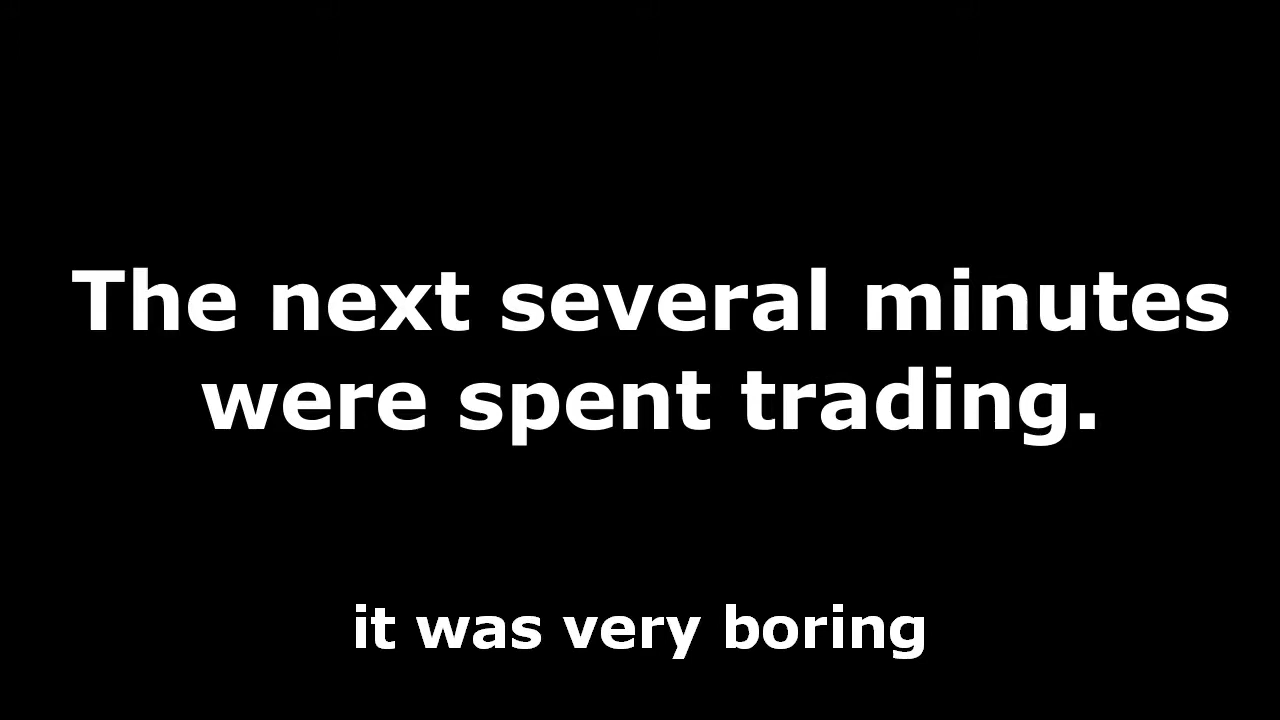 The next several minutes
were spent trading.
it was very boring